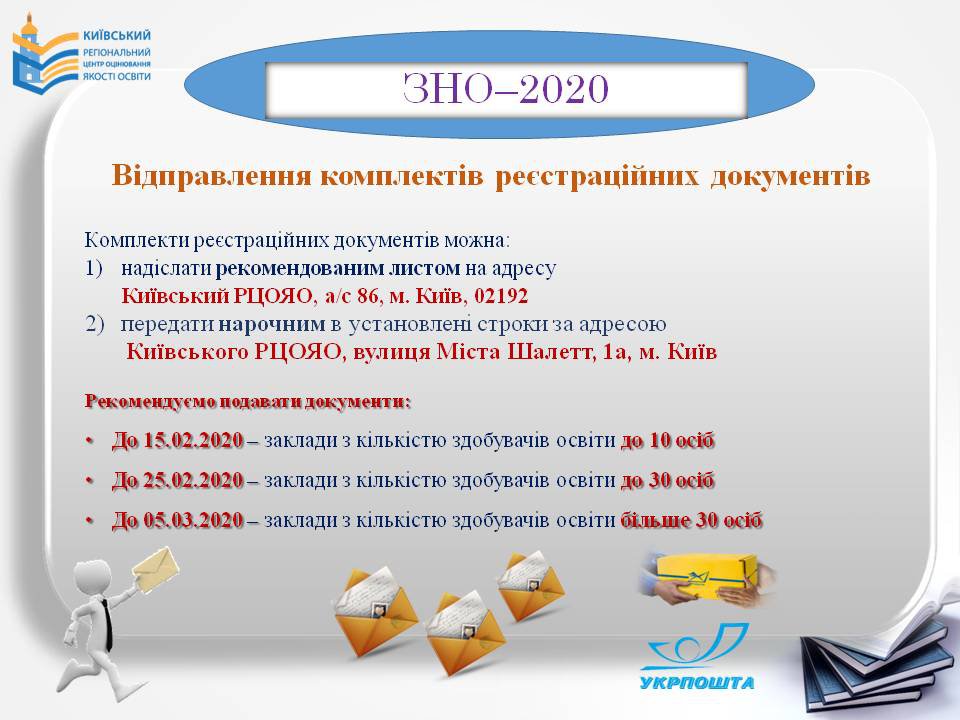 КИЇВСЬКИЙ
РЕГІОНАЛЬНИЙ
ЦЕНТР ОЦІНЮВАННЯ
ЯКОСТІ ОСВІТИ
ЗНО–2020
Відправлення комплектів реєстраційних документів
Комплекти реєстраційних документів можна:
1) надіслати рекомендованим листом на адресу
Київський РЦОЯО, а/с 86, м. Київ, 02192
2) передати нарочним в установлені строки за адресою
Київського РЦОЯО, вулиця Міста Шалетт, 1а, м. Київ
Рекомендуємо подавати документи:
• До 15.02.2020 – заклади з кількістю здобувачів освіти до 10 осіб
• До 25.02.2020 – заклади з кількістю здобувачів освіти до 30 осіб
• До 05.03.2020 – заклади з кількістю здобувачів освіти більше 30 осіб
УКРПОШТА